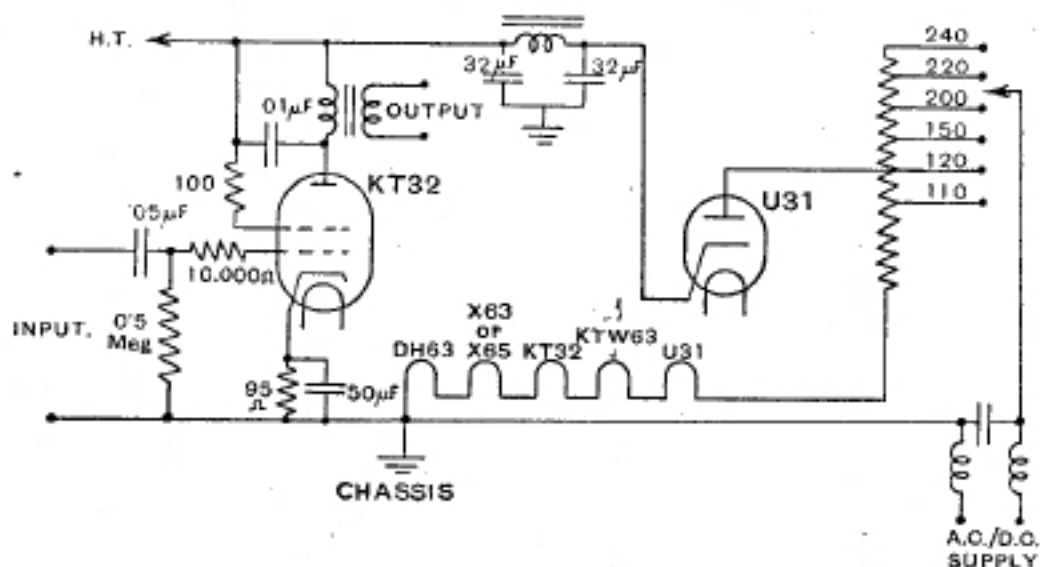 H.T.
32μF
32μF
01μF
OUTPUT
240
220
200
150
120
110
100
KT32
U31
05μF
10.000Ω
INPUT.
0'5
Meg
X63
OR
X65
DH63
KT32
KTW63
U31
95
Ω
50μF
CHASSIS
A.C./D.C.
SUPPLY